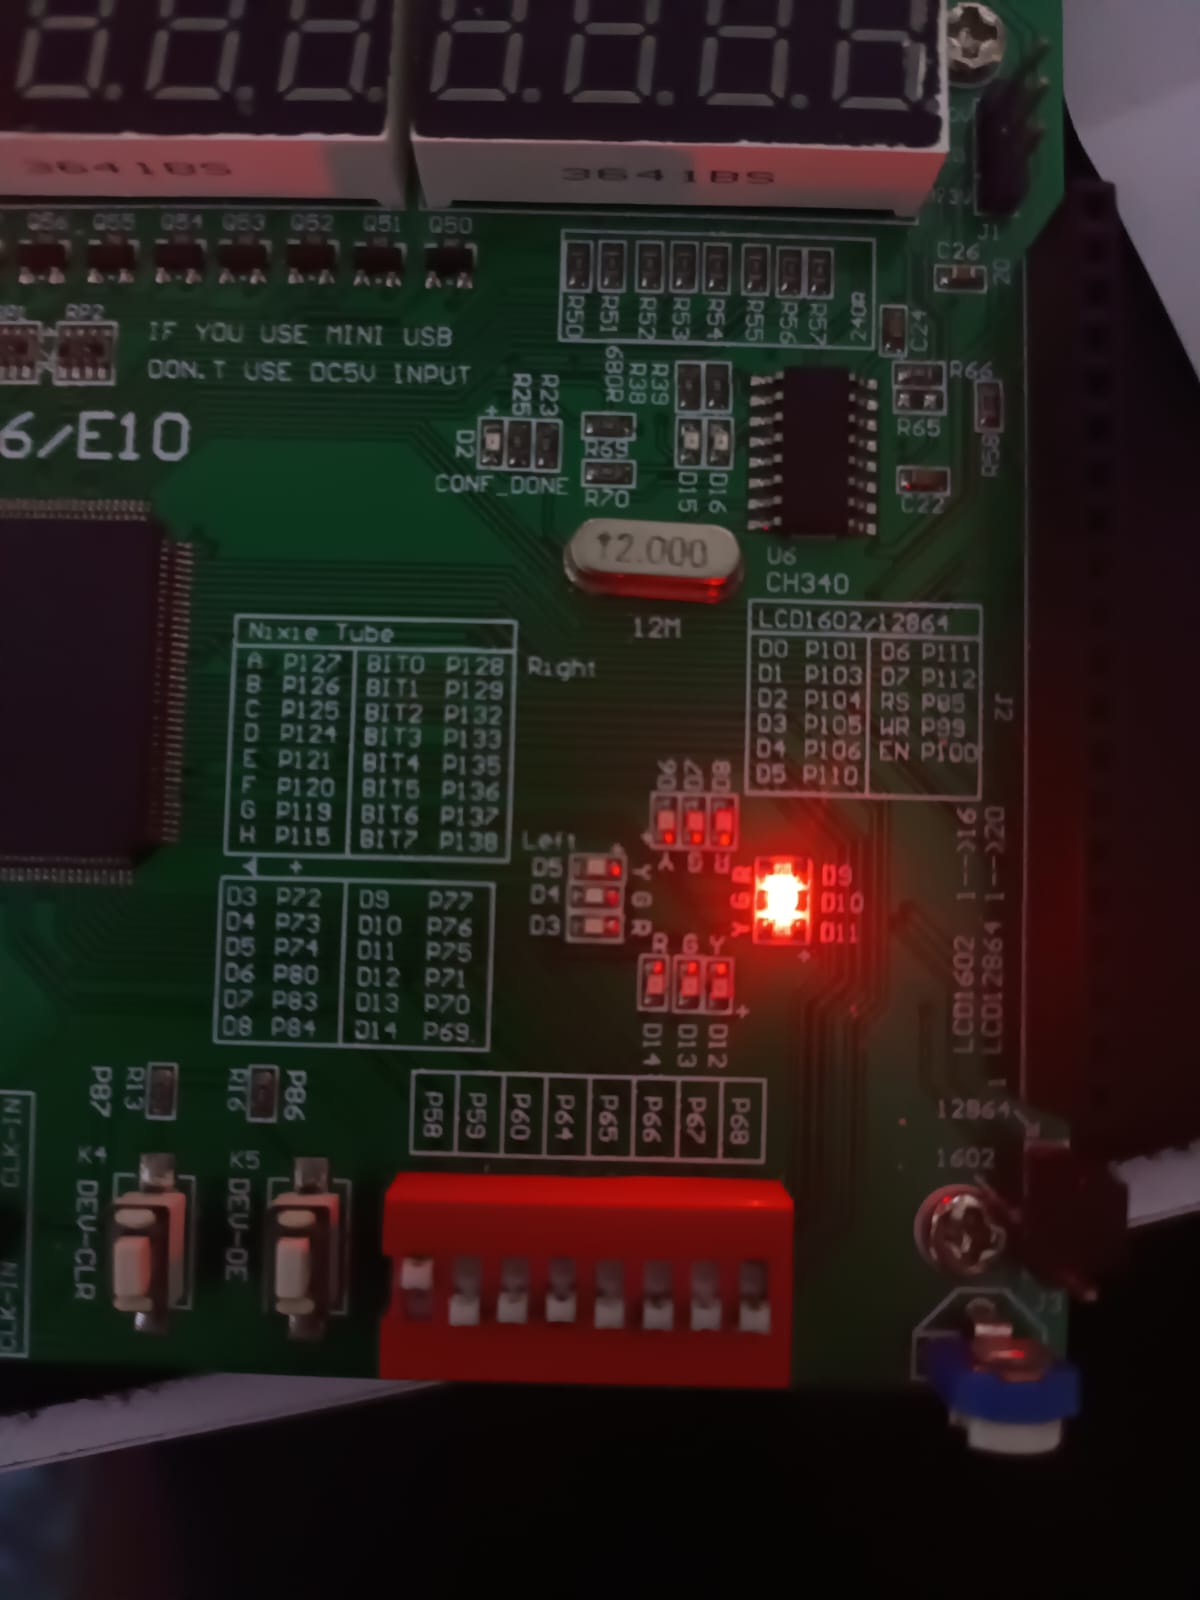 3641BS
3641BS
Q56 Q55 Q54 Q53 Q52 Q51 Q50
J1
C26
20
R50 R51 R52 R53 R54 R55 R56 R57
240R
C24
RP2
IF YOU USE MINI USB
DON.T USE DC5V INPUT
6/E10
680R R38 R39
R25 R23
D2
CONF_DONE
R69
R70
D15 D16
R66
R65
R58
C22
12.000
12M
U6
CH340
LCD1602/12864
D0 P101 D6 P111
D1 P103 D7 P112
D2 P104 RS P85
D3 P105 WR P99
D4 P106 EN P100
D5 P110
J2
Nixie Tube
A P127 BIT0 P128 Right
B P126 BIT1 P129
C P125 BIT2 P132
D P124 BIT3 P133
E P121 BIT4 P135
F P120 BIT5 P136
G P119 BIT6 P137
H P115 BIT7 P138
Left
D3 P72 D9 P77
D4 P73 D10 P76
D5 P74 D11 P75
D6 P80 D12 P71
D7 P83 D13 P70
D8 P84 D14 P69
Y G R
D5 Y
D4 G
D3 R
R D9
G D10
Y D11
R G Y
D14 D13 D12
LCD1602 1-->16
LCD12864 1-->20
P87 R13
R16 P86
P58 P59 P60 P64 P65 P66 P67 P68
12864
1602
K4
DEV-CLR
K5
DEV-OE
CLK-IN
CLK-IN